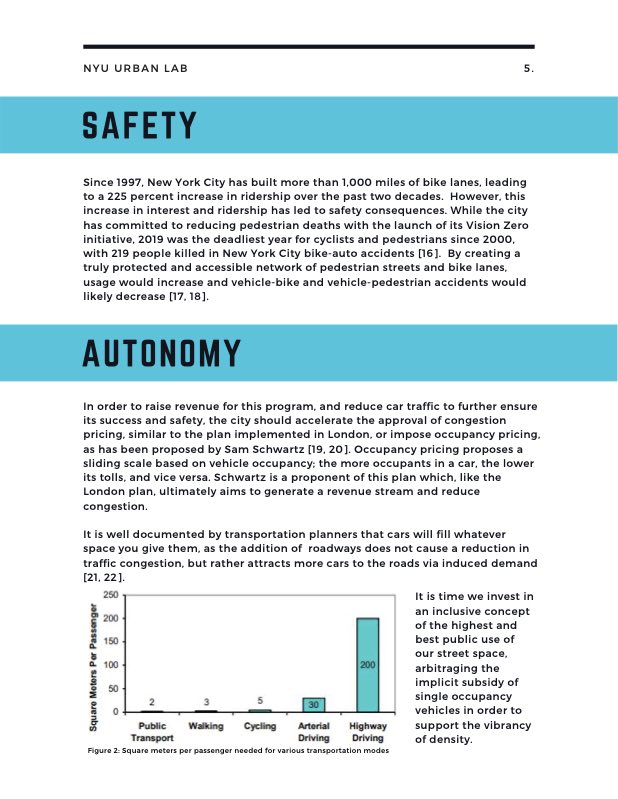 NYU URBAN LAB 5.
SAFETY
Since 1997, New York City has built more than 1,000 miles of bike lanes, leading
to a 225 percent increase in ridership over the past two decades. However, this
increase in interest and ridership has led to safety consequences. While the city
has committed to reducing pedestrian deaths with the launch of its Vision Zero
initiative, 2019 was the deadliest year for cyclists and pedestrians since 2000,
with 219 people killed in New York City bike-auto accidents [16]. By creating a
truly protected and accessible network of pedestrian streets and bike lanes,
usage would increase and vehicle-bike and vehicle-pedestrian accidents would
likely decrease [17, 18].
AUTONOMY
In order to raise revenue for this program, and reduce car traffic to further ensure
its success and safety, the city should accelerate the approval of congestion
pricing, similar to the plan implemented in London, or impose occupancy pricing,
as has been proposed by Sam Schwartz [19, 20]. Occupancy pricing proposes a
sliding scale based on vehicle occupancy; the more occupants in a car, the lower
its tolls, and vice versa. Schwartz is a proponent of this plan which, like the
London plan, ultimately aims to generate a revenue stream and reduce
congestion.
It is well documented by transportation planners that cars will fill whatever
space you give them, as the addition of roadways does not cause a reduction in
traffic congestion, but rather attracts more cars to the roads via induced demand
[21, 22].
Square Meters Per Passenger
250
200
150
100
50
0
2
3
5
30
200
Public Transport
Walking
Cycling
Arterial Driving
Highway Driving
Figure 2: Square meters per passenger needed for various transportation modes
It is time we invest in
an inclusive concept
of the highest and
best public use of
our street space,
arbitraging the
implicit subsidy of
single occupancy
vehicles in order to
support the vibrancy
of density.